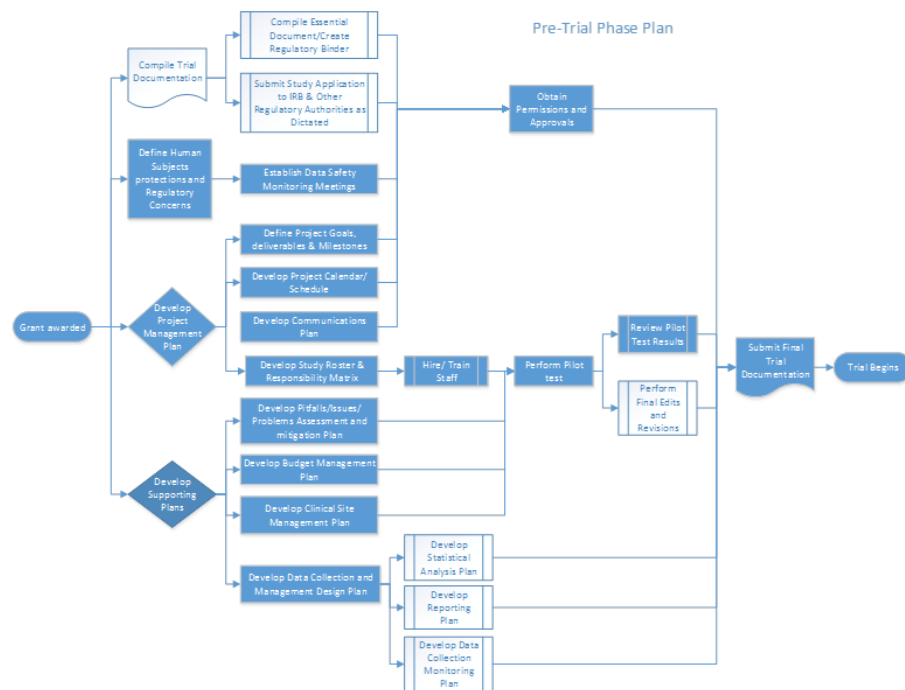 Pre-Trial Phase Plan
Compile Essential
Document/Create
Regulatory Binder
Compile Trial
Documentation
Submit Study Application
to IRB & Other
Regulatory Authorities as
Dictated
Obtain
Permissions and
Approvals
Define Human
Subjects
protections and
Regulatory
Concerns
Establish Data Safety
Monitoring Meetings
Define Project Goals,
deliverables & Milestones
Develop Project Calendar/
Schedule
Develop
Project
Management
Plan
Grant awarded
Develop Communications
Plan
Develop Study Roster &
Responsibility Matrix
Hire/ Train
Staff
Perform Pilot
test
Review Pilot
Test Results
Perform
Final Edits
and
Revisions
Submit Final
Trial
Documentation
Trial Begins
Develop Pitfalls/Issues/
Problems Assessment and
mitigation Plan
Develop Budget Management
Plan
Develop
Supporting
Plans
Develop Clinical Site
Management Plan
Develop Data Collection and
Management Design Plan
Develop
Statistical
Analysis Plan
Develop
Reporting
Plan
Develop Data
Collection
Monitoring
Plan